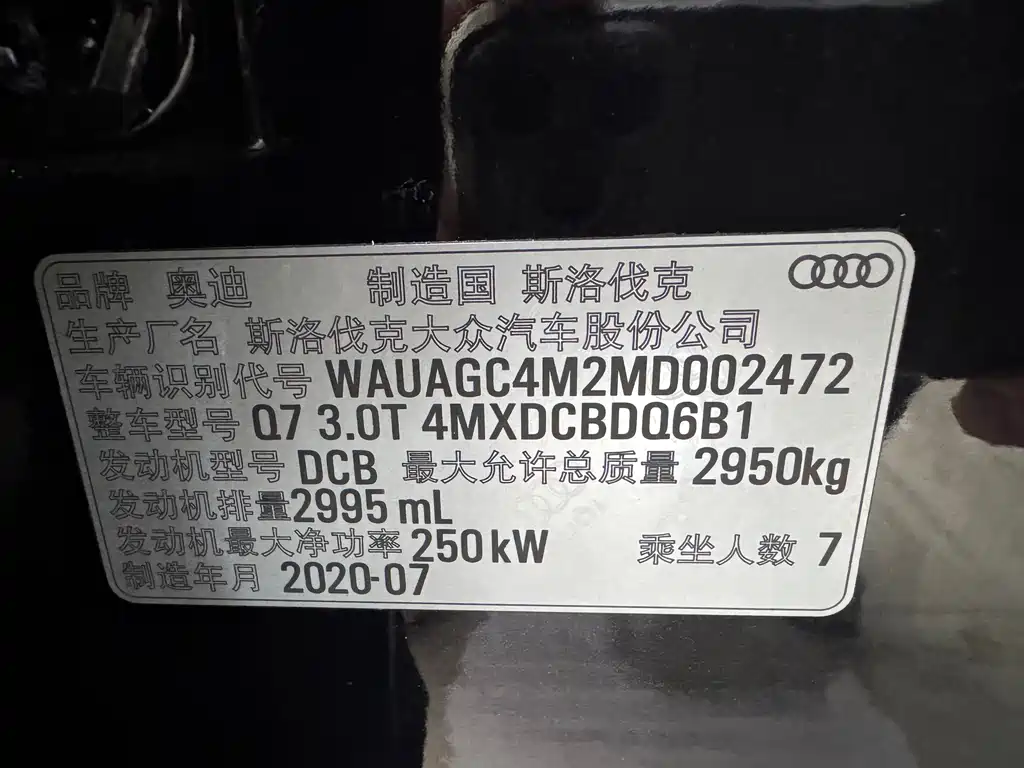 品牌 奥迪 制造国 斯洛伐克
生产厂名 斯洛伐克大众汽车股份公司
车辆识别代号 WAUAGC4M2MD002472
整车型号 Q7 3.0T 4MXDCBDQ6B1
发动机型号 DCB 最大允许总质量 2950kg
发动机排量2995 mL
发动机最大净功率 250 kW 乘坐人数 7
制造年月 2020-07